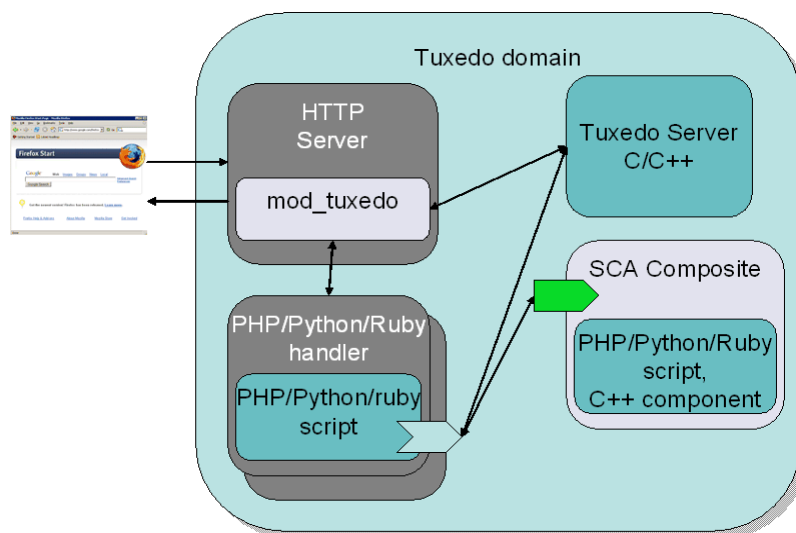 Tuxedo domain
HTTP
Server
mod_tuxedo
Tuxedo Server
C/C++
SCA Composite
PHP/Python/Ruby
script,
C++ component
PHP/Python/Ruby
handler
PHP/Python/ruby
script
Firefox Start
Google